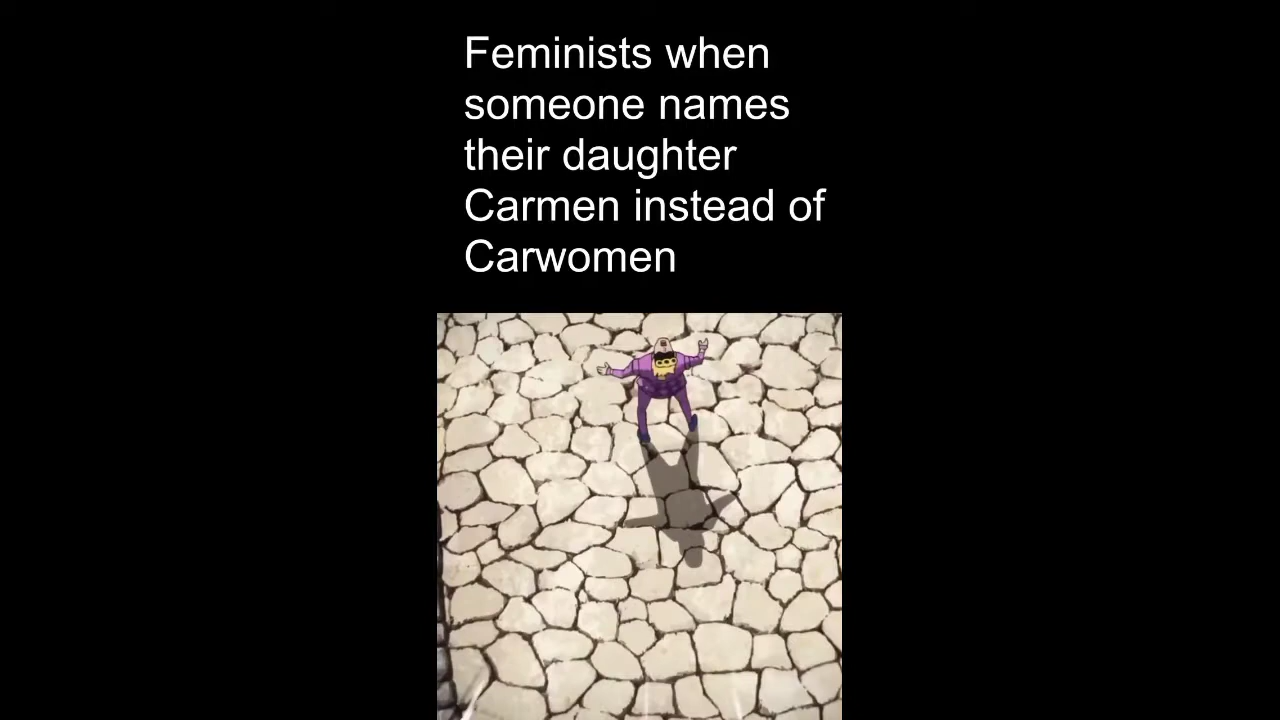 Feminists when
someone names
their daughter
Carmen instead of
Carwomen